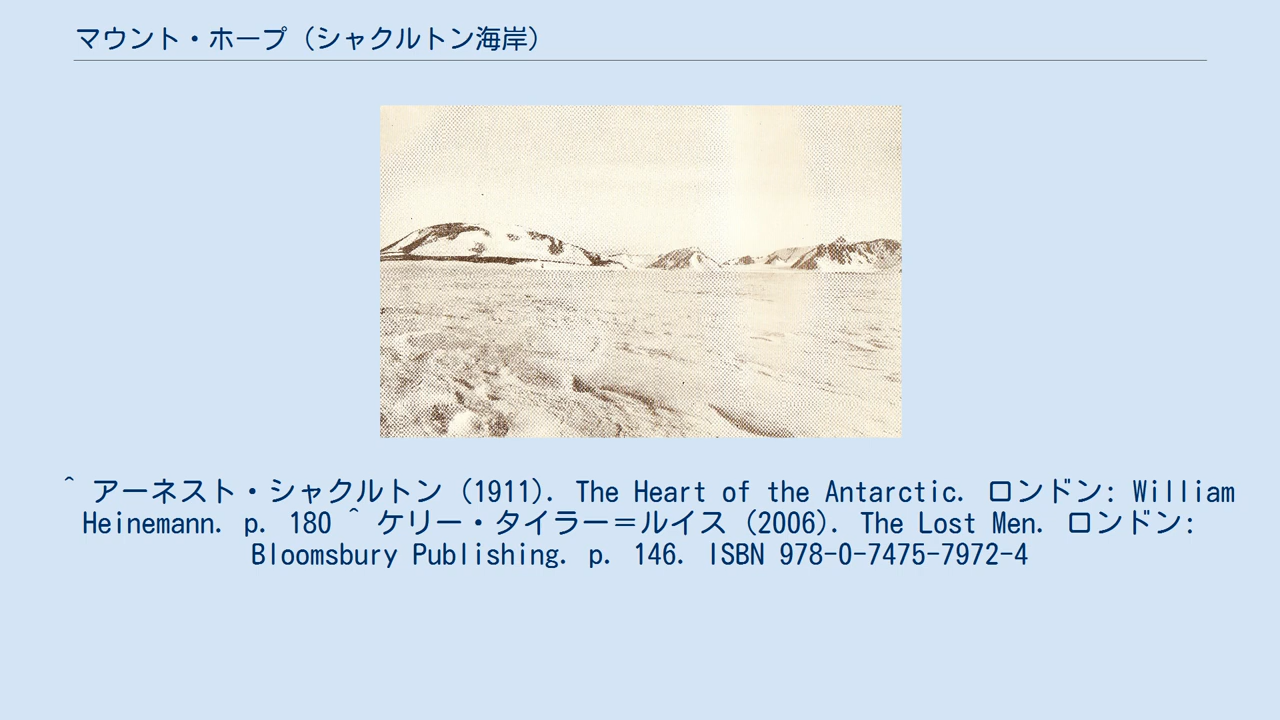 マウント・ホープ（シャクルトン海岸）
^ アーネスト・シャクルトン（1911）. The Heart of the Antarctic. ロンドン: William
Heinemann. p. 180 ^ ケリー・タイラー＝ルイス（2006）. The Lost Men. ロンドン:
Bloomsbury Publishing. p. 146. ISBN 978-0-7475-7972-4